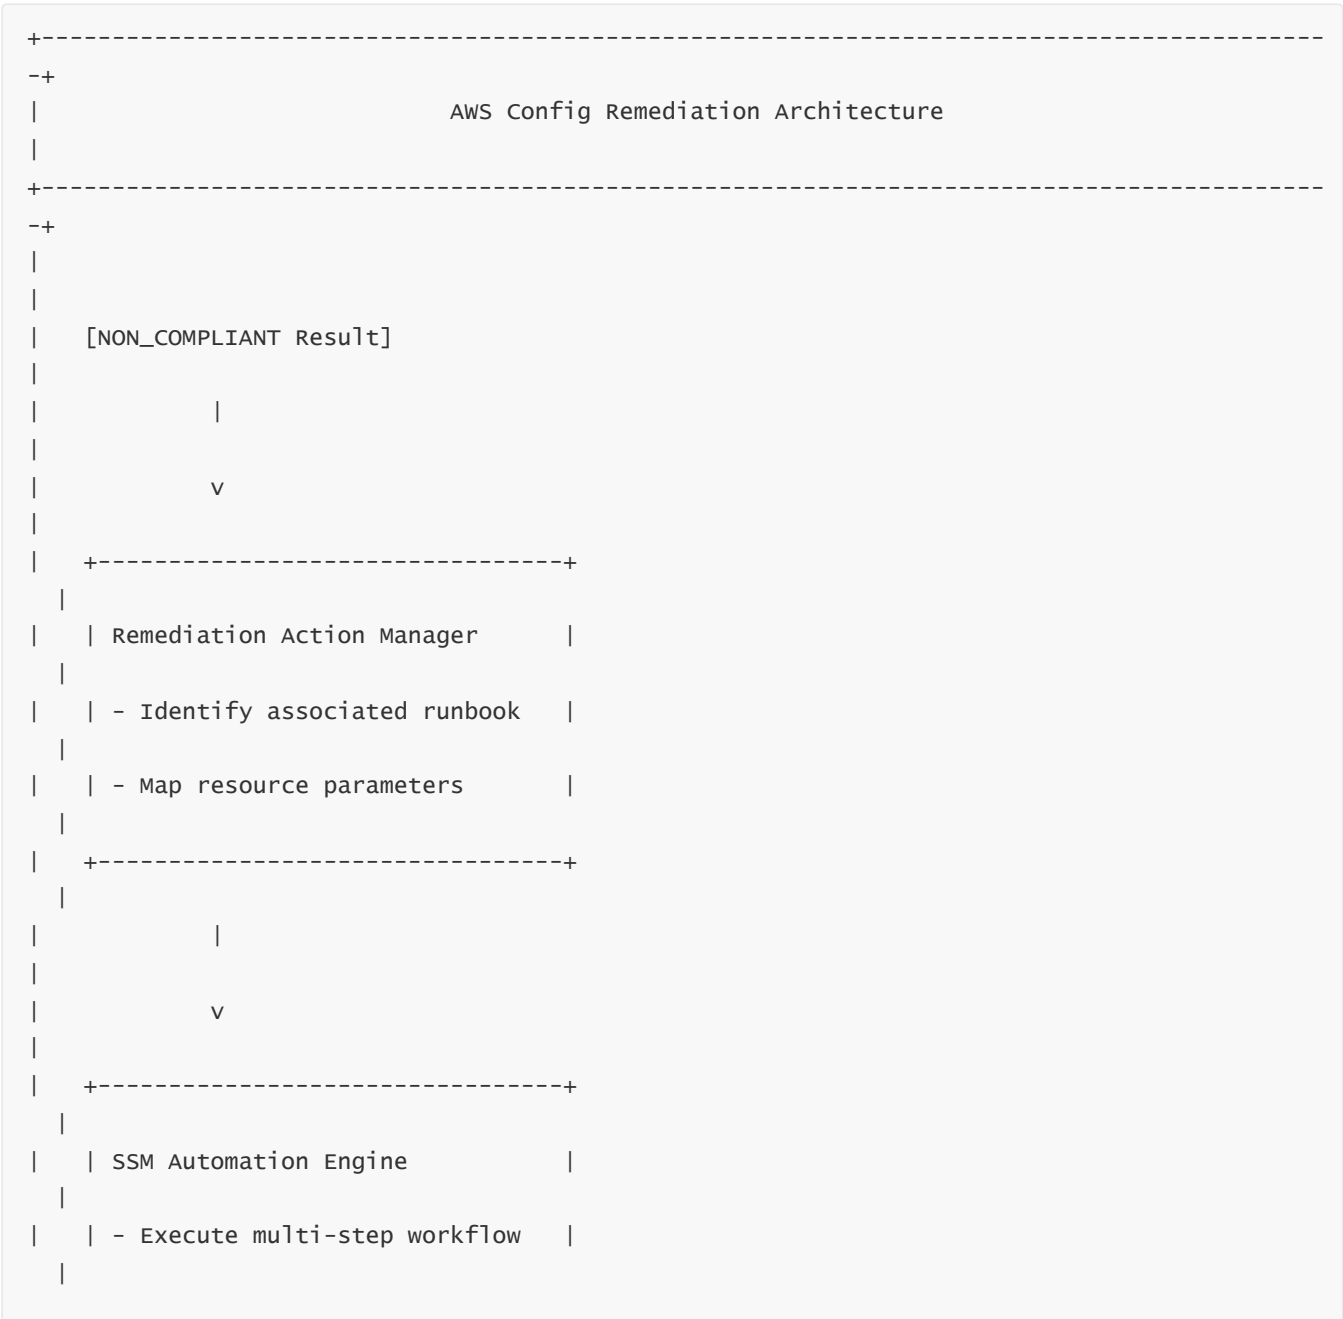 +-------------------------------------------------------------------------------------------
-+
|                             AWS Config Remediation Architecture
|
+-------------------------------------------------------------------------------------------
-+
|
|
|   [NON_COMPLIANT Result]
|
|            |
|
|            v
|
|   +---------------------------------+
  |
|   | Remediation Action Manager      |
  |
|   | - Identify associated runbook   |
  |
|   | - Map resource parameters       |
  |
|   +---------------------------------+
  |
|            |
|
|            v
|
|   +---------------------------------+
  |
|   | SSM Automation Engine           |
  |
|   | - Execute multi-step workflow   |
  |